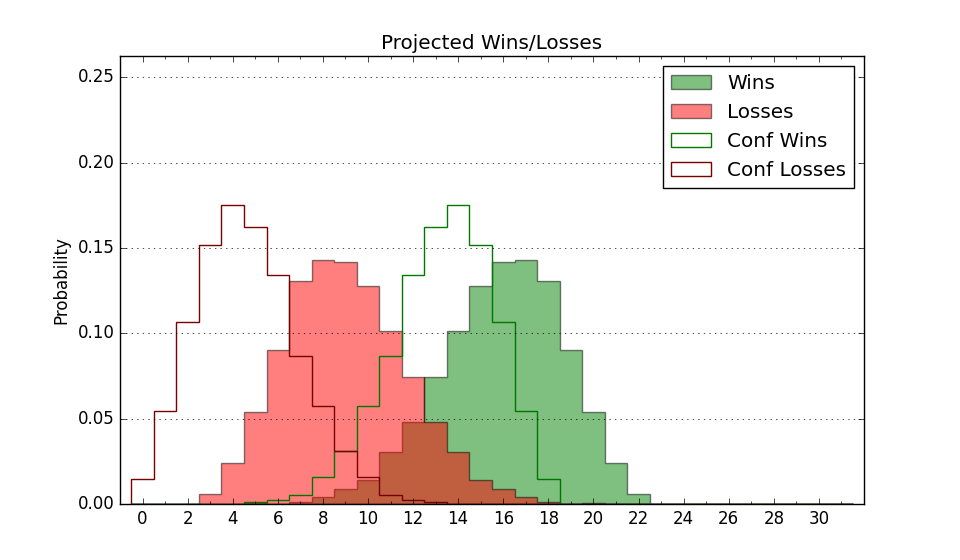 Projected Wins/Losses
0.25
0.20
0.15
0.10
0.05
0.00
Probability
Wins
Losses
Conf Wins
Conf Losses
0 2 4 6 8 10 12 14 16 18 20 22 24 26 28 30